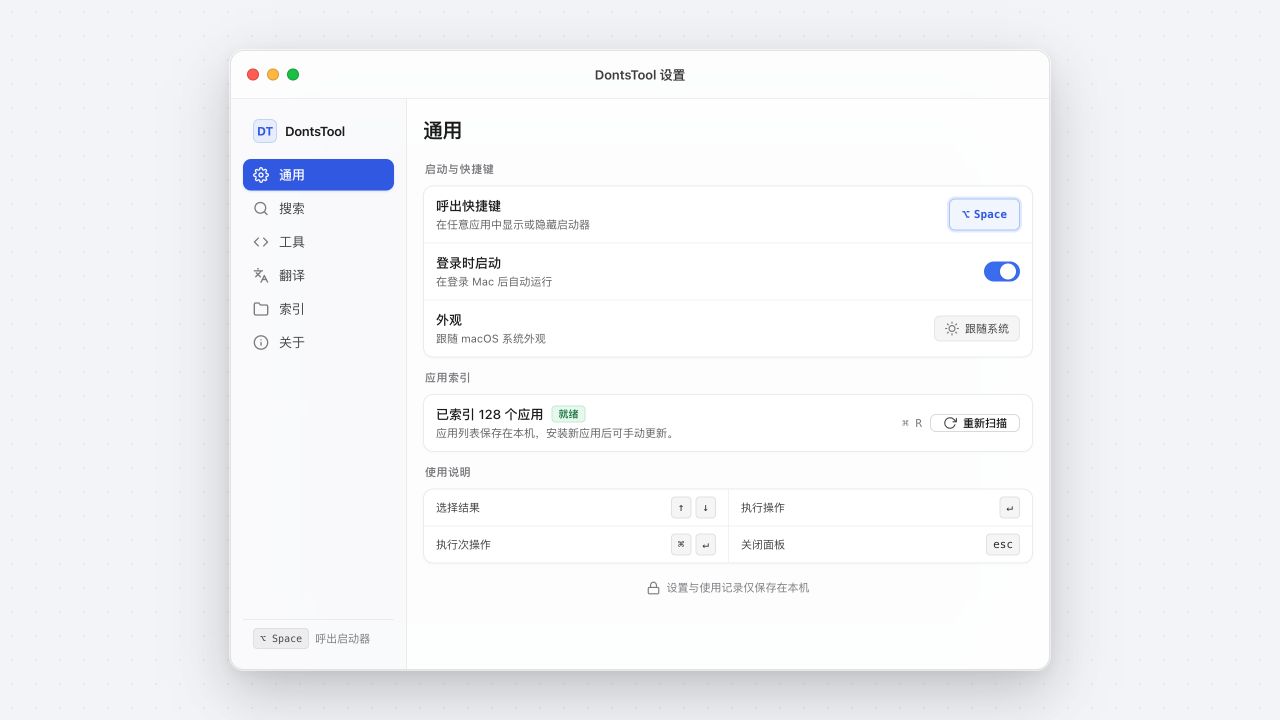 DontsTool 设置
DT DontsTool
通用
搜索
工具
翻译
索引
关于
⌥ Space 呼出启动器
通用
启动与快捷键
呼出快捷键
在任意应用中显示或隐藏启动器
⌥ Space
登录时启动
在登录 Mac 后自动运行
外观
跟随 macOS 系统外观
跟随系统
应用索引
已索引 128 个应用 就绪
应用列表保存在本机，安装新应用后可手动更新。
⌘ R 重新扫描
使用说明
选择结果 ↑ ↓
执行操作 ↵
执行次操作 ⌘ ↵
关闭面板 esc
设置与使用记录仅保存在本机